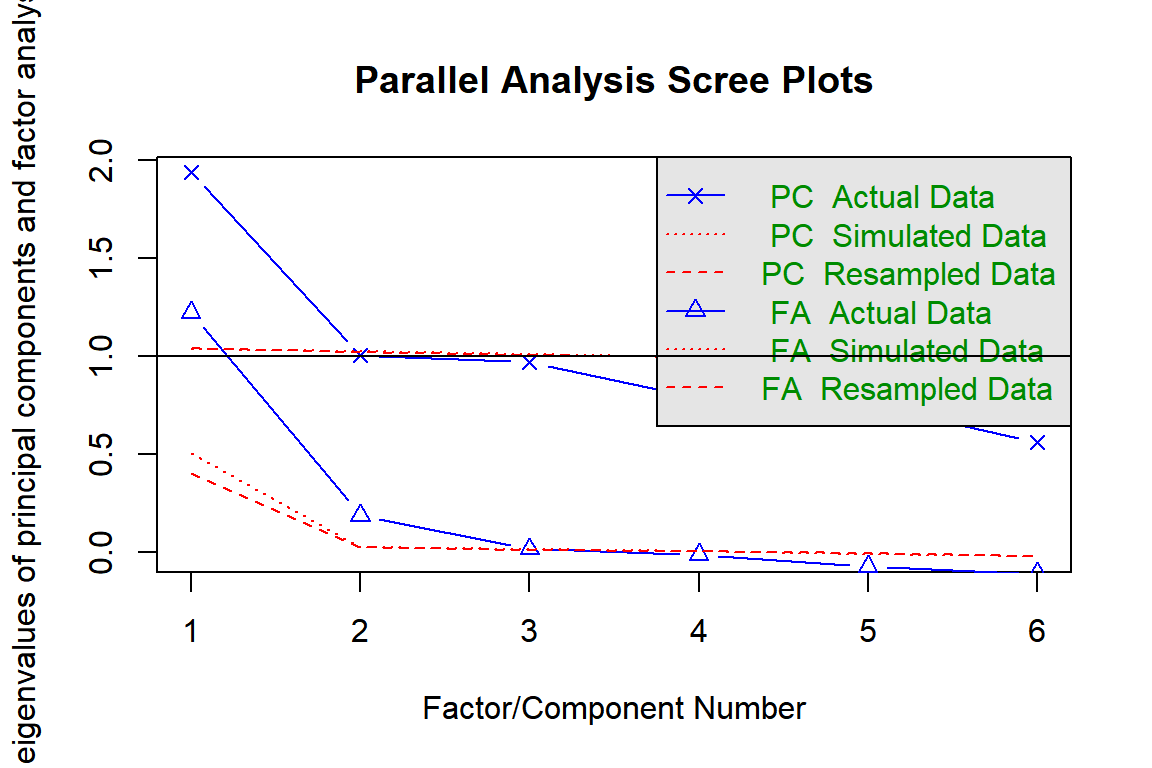 Parallel Analysis Scree Plots
eigenvalues of principal components and factor analys
2.0
1.5
1.0
0.5
0.0
PC Actual Data
PC Simulated Data
PC Resampled Data
FA Actual Data
FA Simulated Data
FA Resampled Data
1 2 3 4 5 6
Factor/Component Number